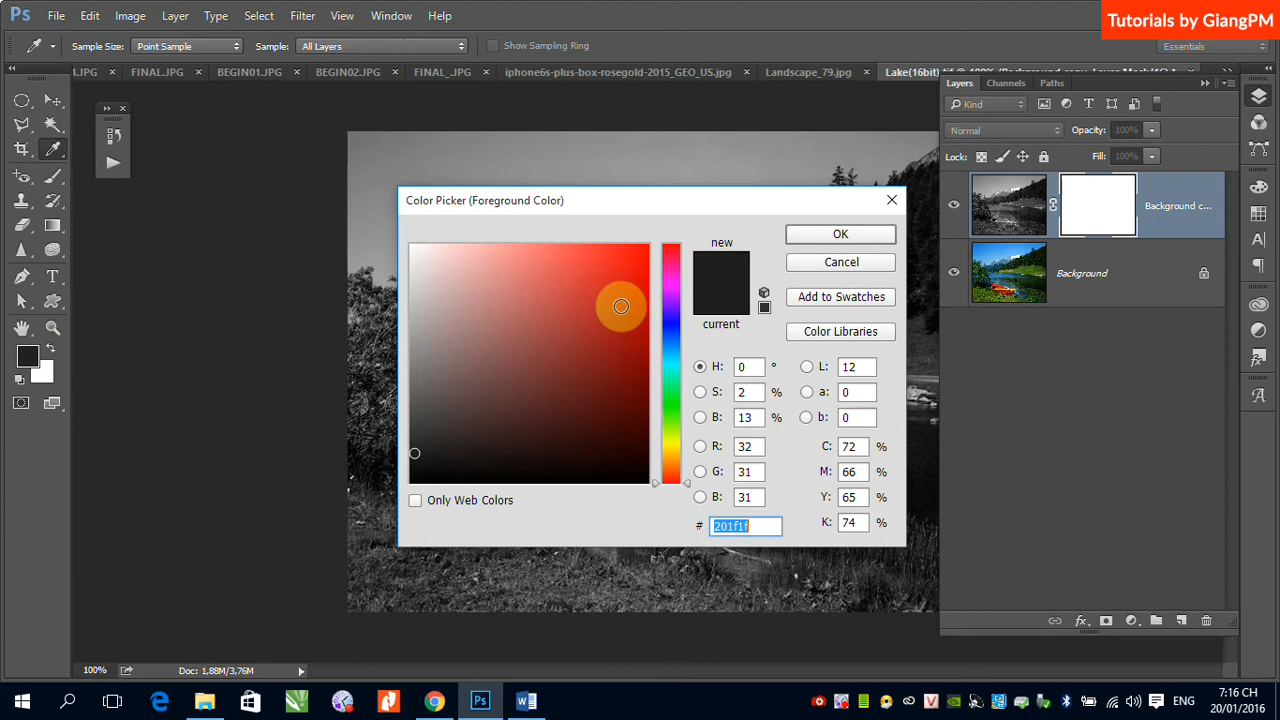 Ps File Edit Image Layer Type Select Filter View Window Help
Tutorials by GiangPM
Sample Size: Point Sample Sample: All Layers Show Sampling Ring Essentials
4.JPG FINAL.JPG BEGIN01.JPG BEGIN02.JPG FINAL_.JPG iphone6s-plus-box-rosegold-2015_GEO_US.jpg Landscape_79.jpg
Layers Channels Paths
Kind
Normal Opacity: 100%
Lock: Fill: 100%
Background c...
Background
Color Picker (Foreground Color)
new
current
OK
Cancel
Add to Swatches
Color Libraries
H: 0 ° L: 12
S: 2 % a: 0
B: 13 % b: 0
R: 32 C: 72 %
G: 31 M: 66 %
B: 31 Y: 65 %
# 201f1f K: 74 %
Only Web Colors
100% Doc: 1,88M/3,76M
ENG
7:16 CH
20/01/2016